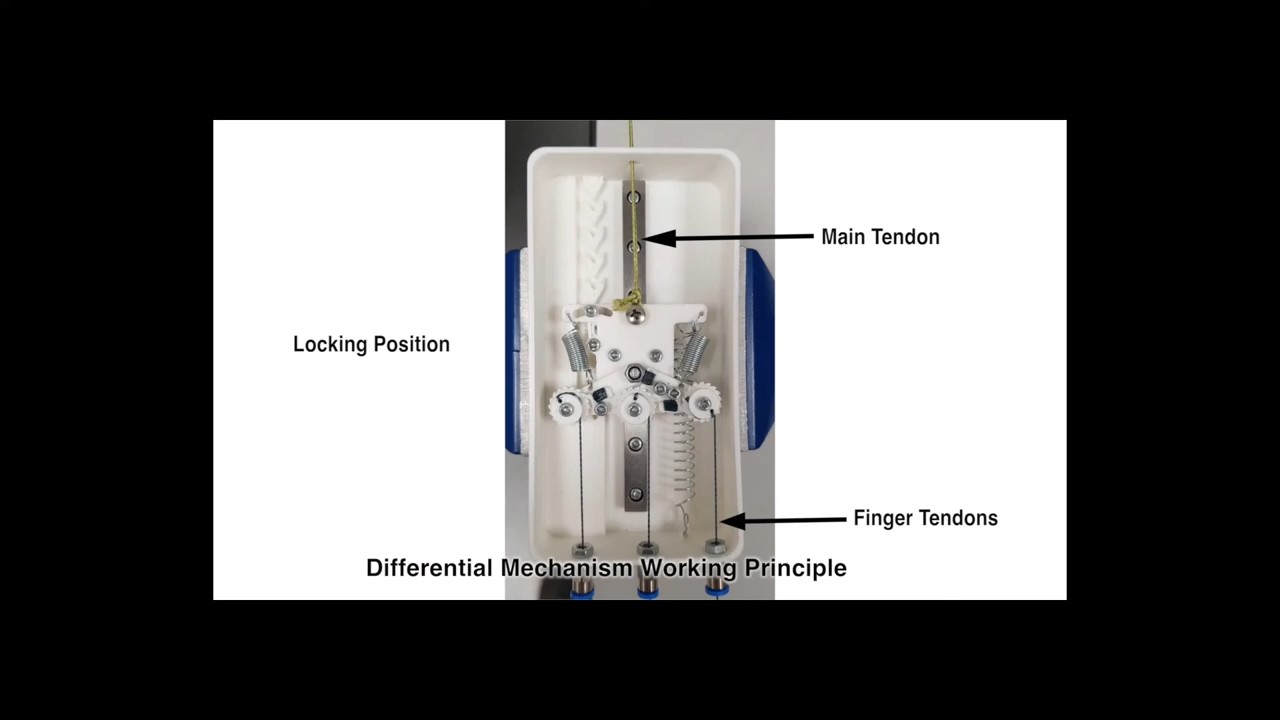 Main Tendon
Locking Position
Finger Tendons
Differential Mechanism Working Principle